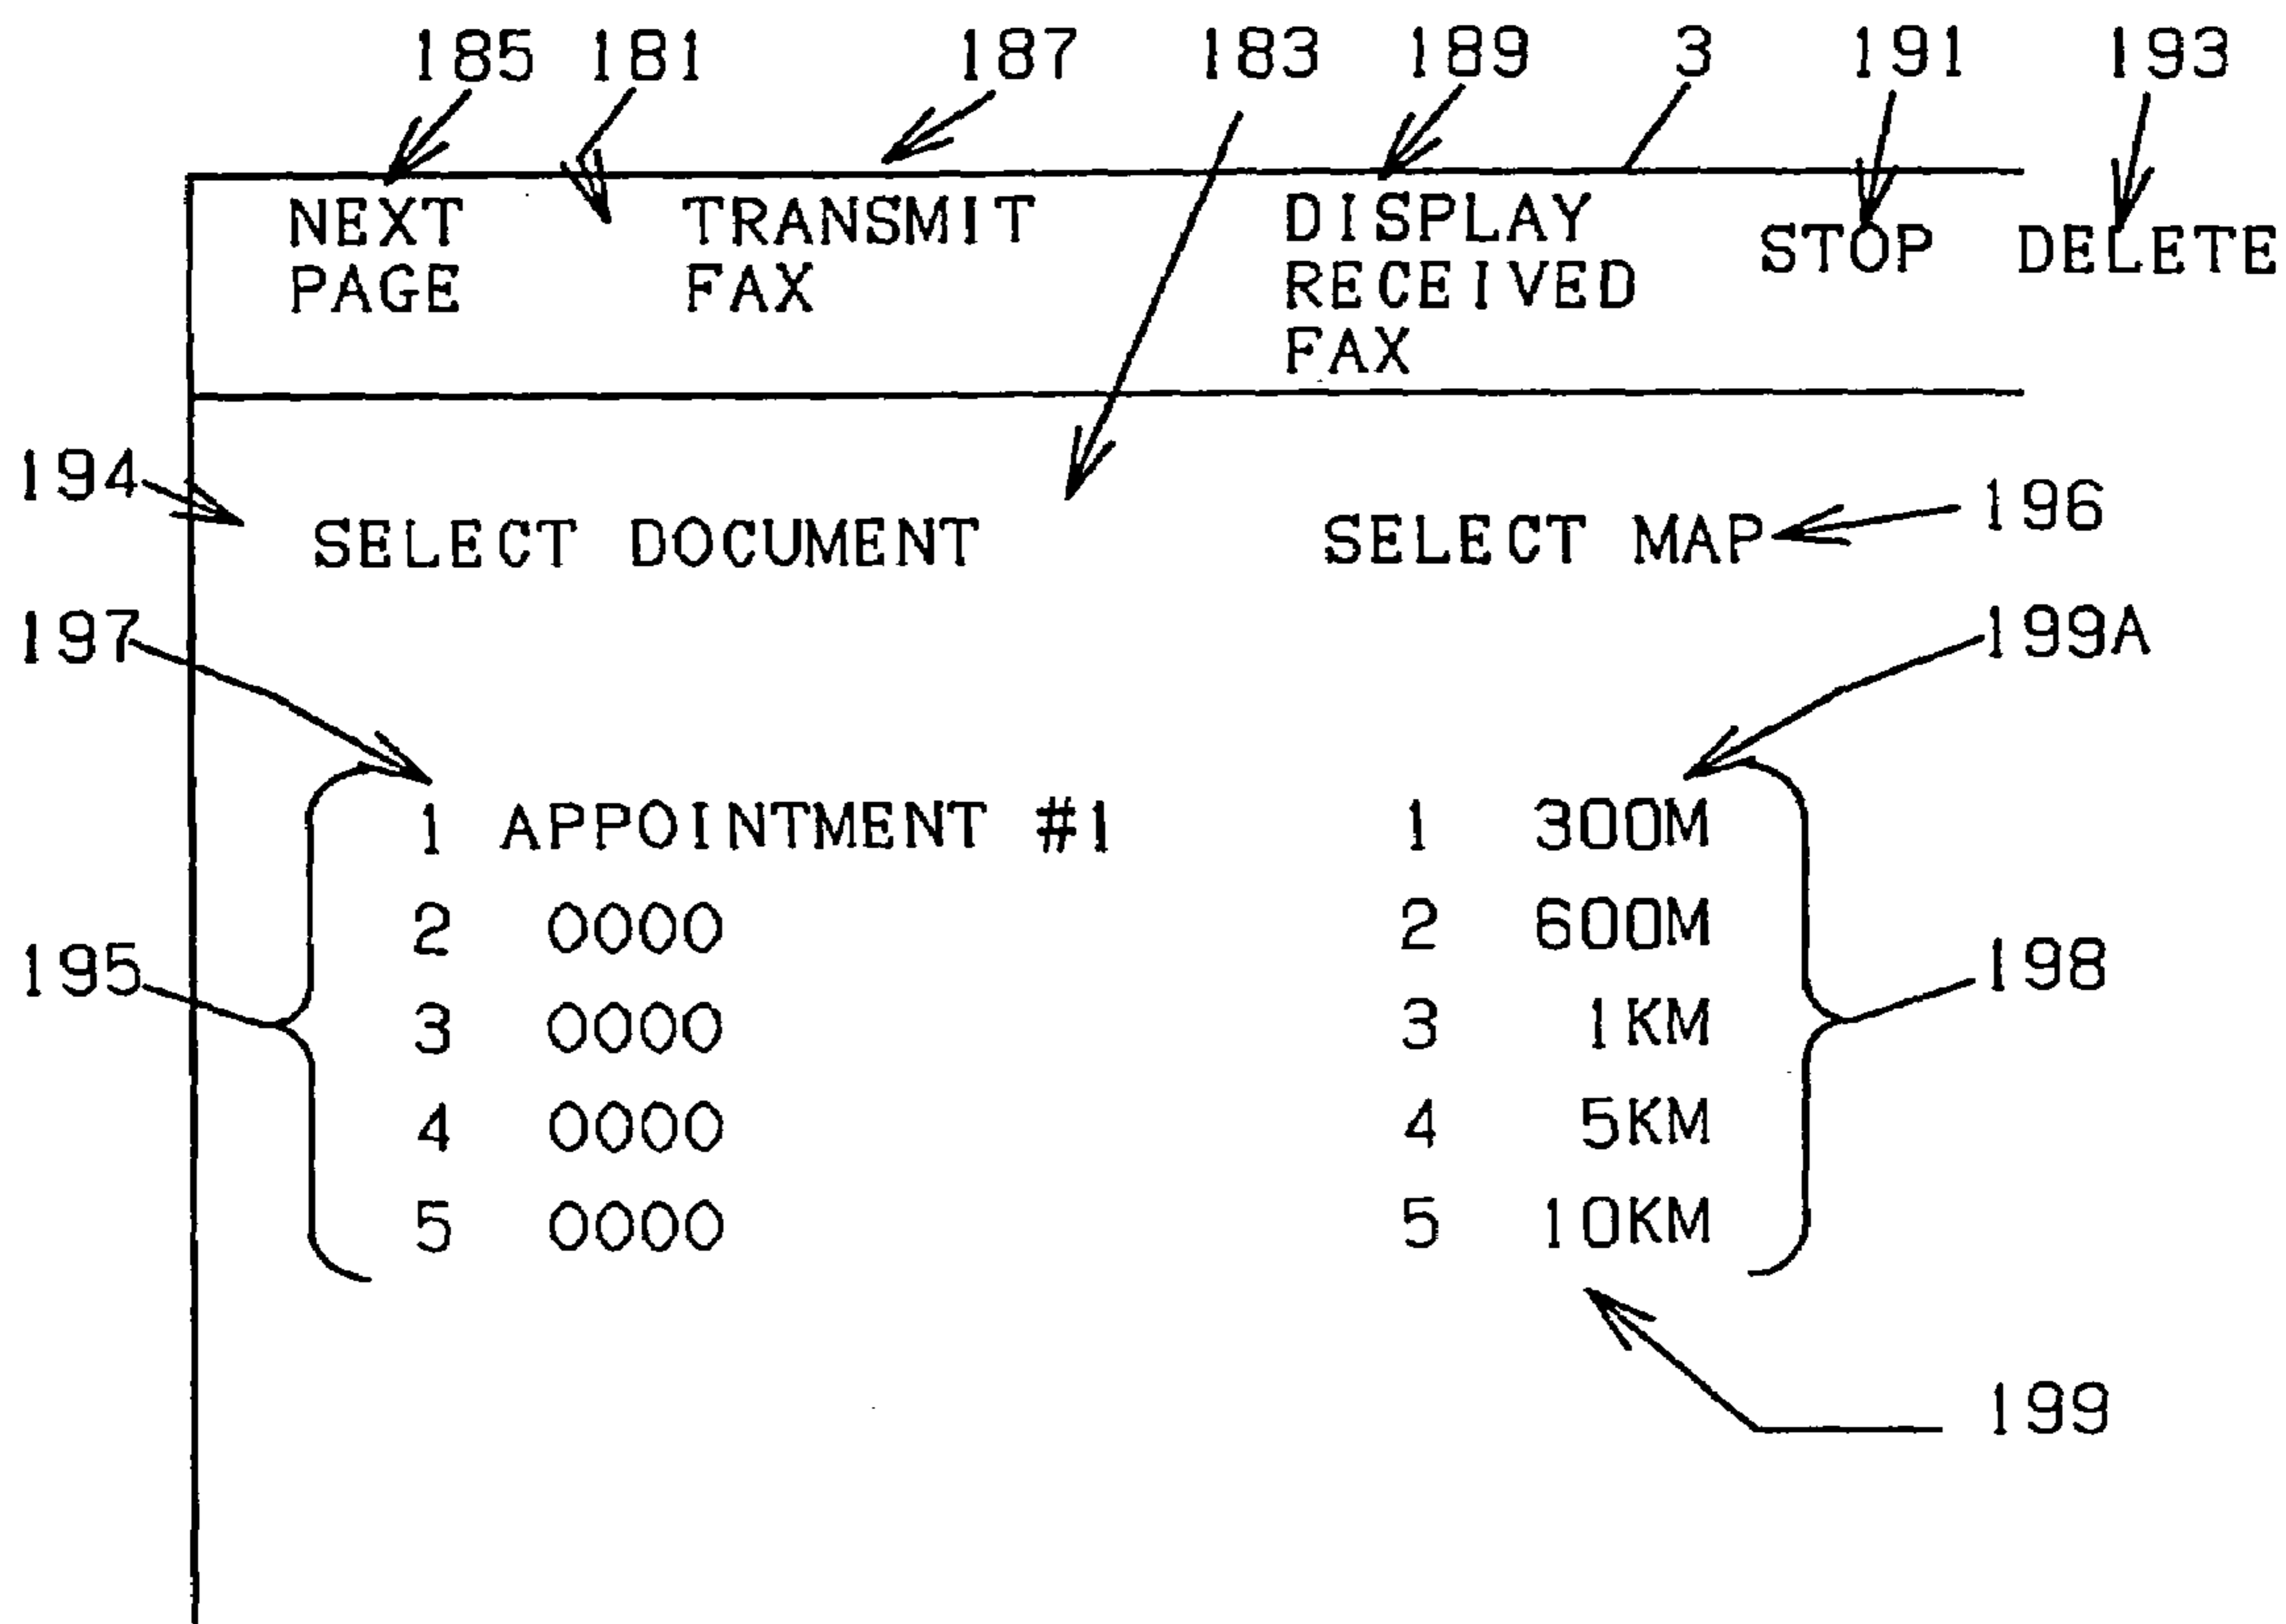 185 181 187 183 189 3 191 193
NEXT TRANSMIT DISPLAY STOP DELETE
PAGE FAX RECEIVED
FAX
194 SELECT DOCUMENT SELECT MAP 196
197 199A
1 APPOINTMENT #1 1 300M
2 0000 2 600M
195 198
3 0000 3 1KM
4 0000 4 5KM
5 0000 5 10KM
199